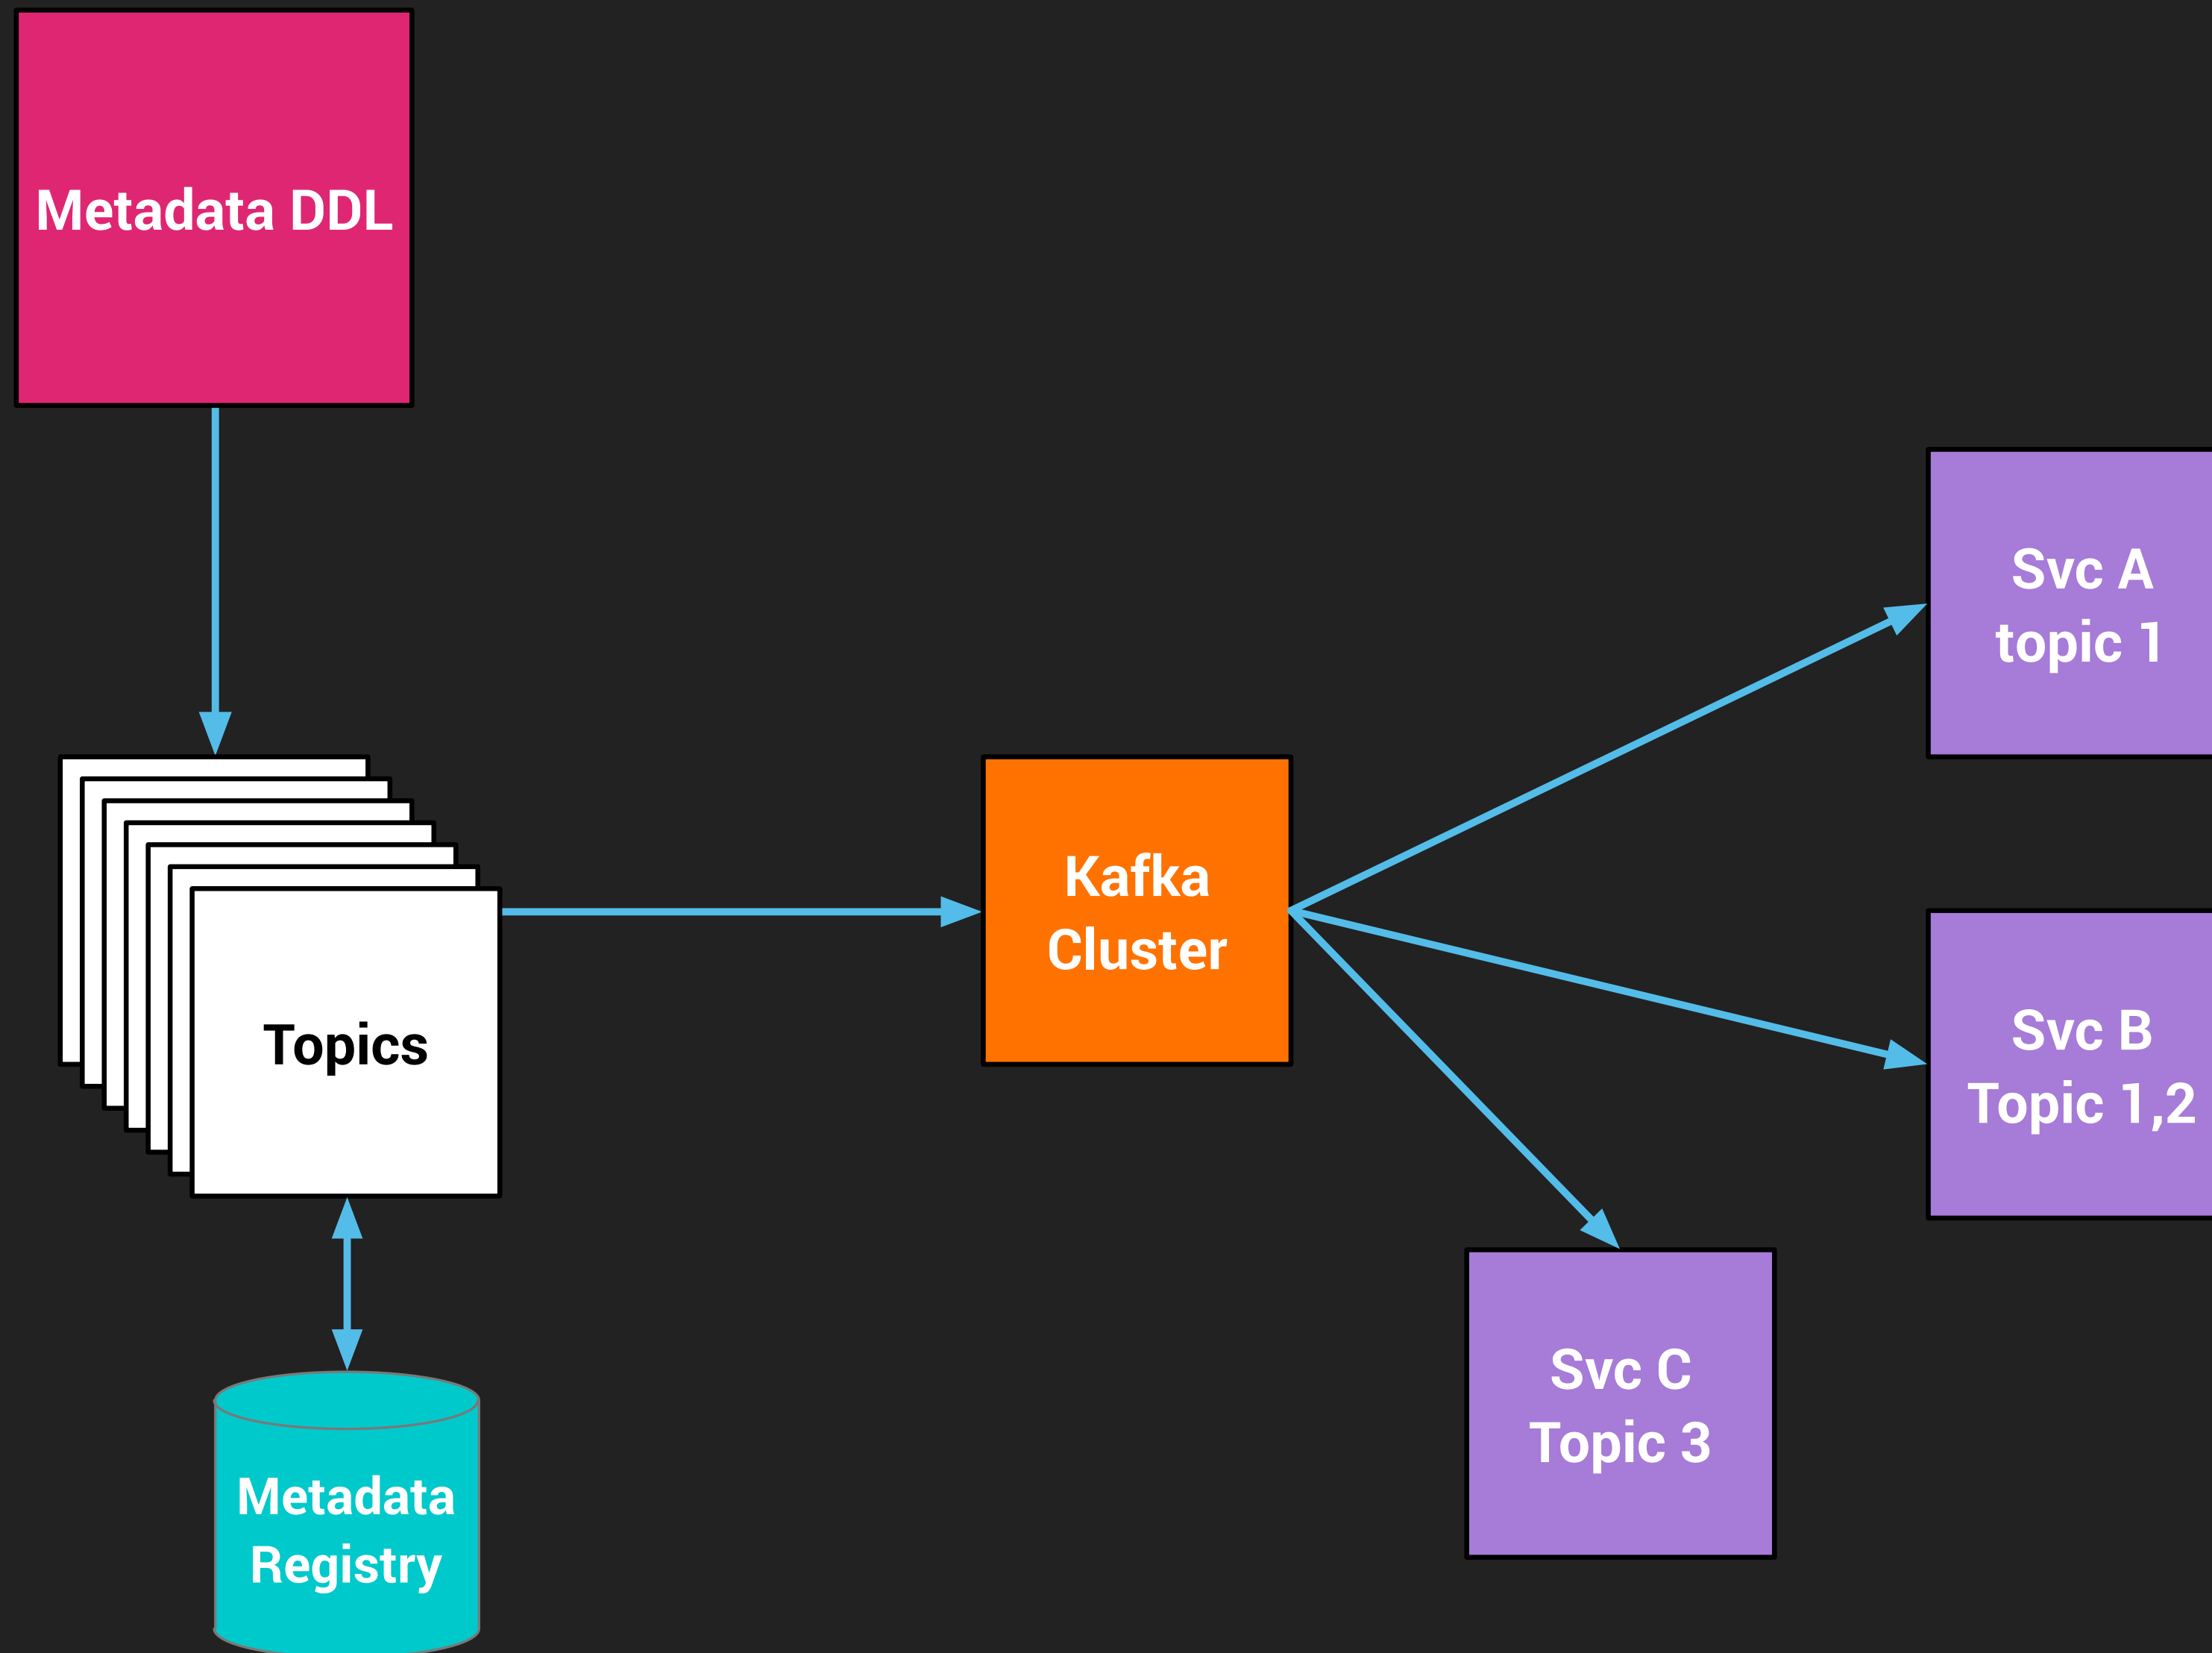 Metadata DDL
Topics
Metadata
Registry
Kafka
Cluster
Svc A
topic 1
Svc B
Topic 1,2
Svc C
Topic 3